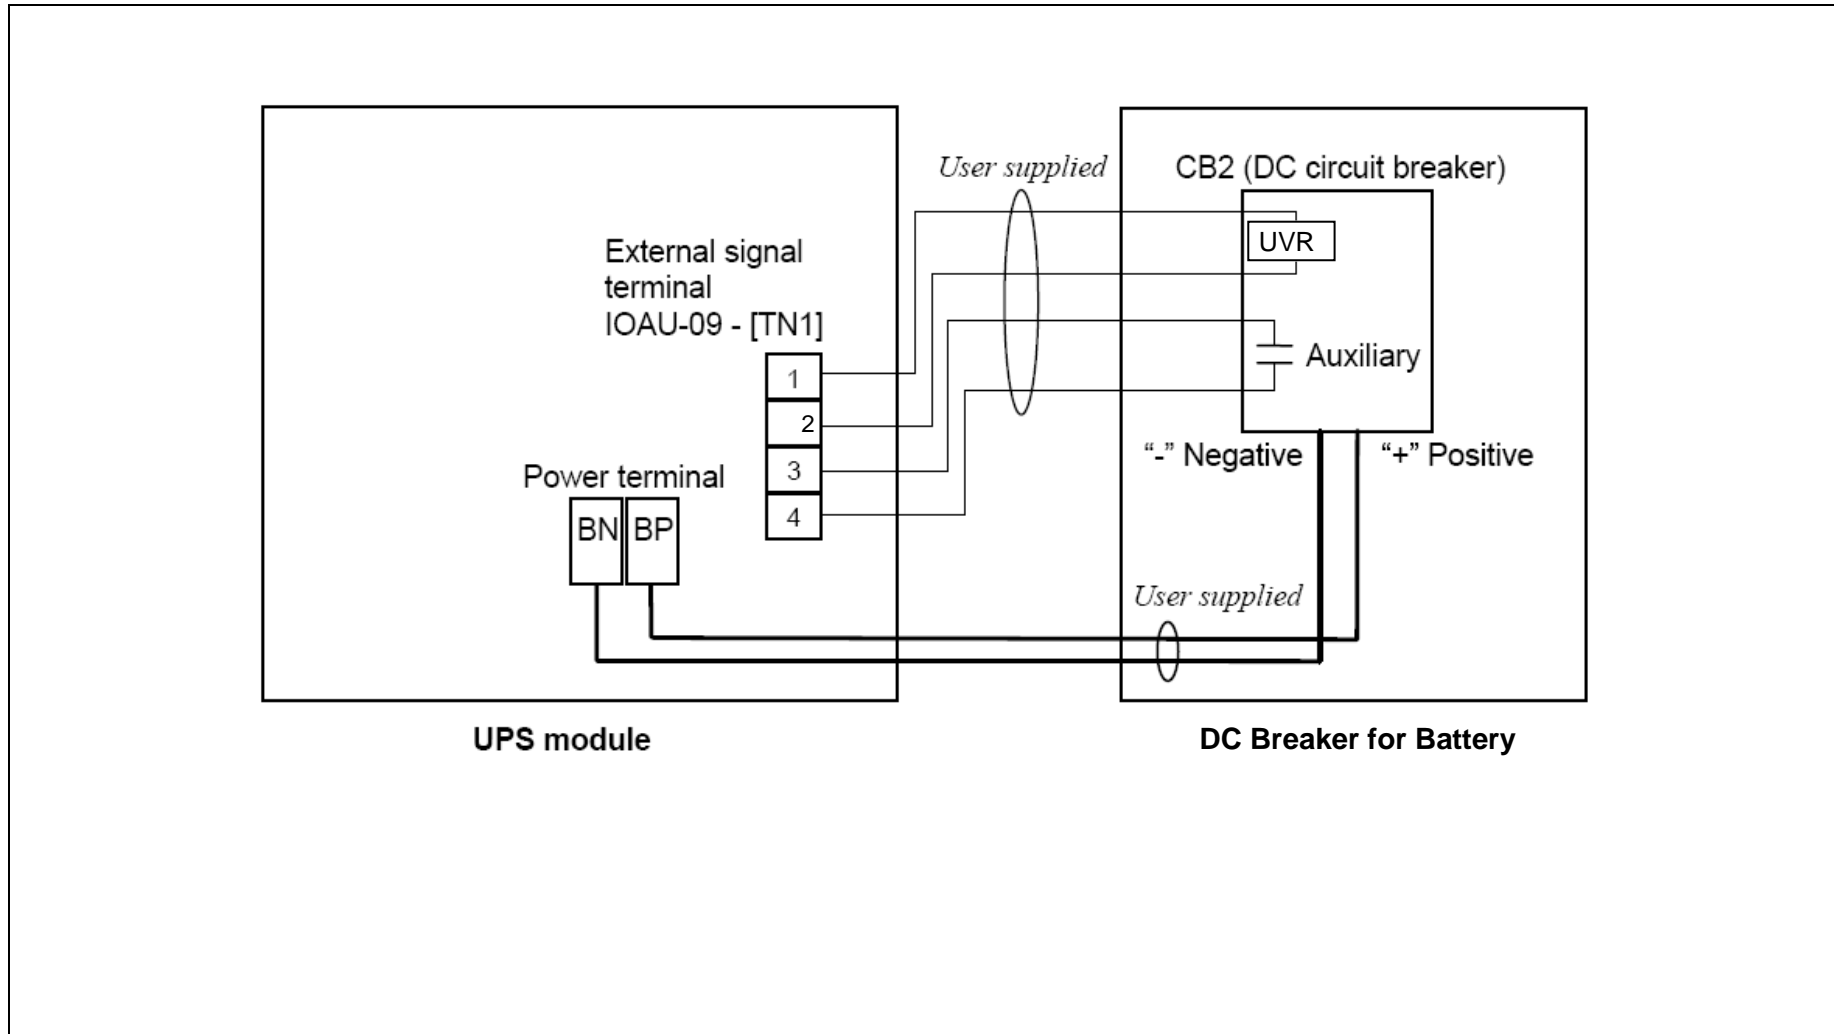 User supplied
CB2 (DC circuit breaker)
UVR
External signal
terminal
IOAU-09 - [TN1]
1
2
3
4
Auxiliary
“-” Negative
“+” Positive
Power terminal
BN
BP
User supplied
UPS module
DC Breaker for Battery